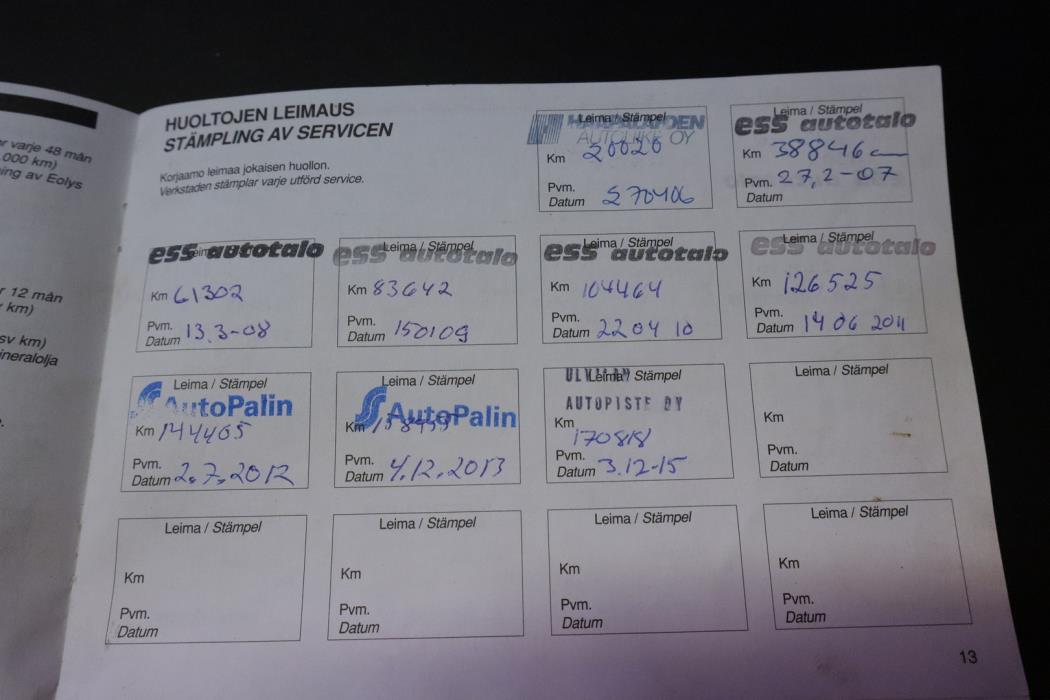 r varje 48 mån
.000 km)
ing av Eolys
r 12 mån
km)
sv km)
ineralolja
HUOLTOJEN LEIMAUS
STÄMPLING AV SERVICEN
Korjaamo leimaa jokaisen huollon.
Verkstaden stämplar varje utförd service.
Leima / Stämpel
AUTOLIIKE OY
Km 20020
Pvm.
Datum 270406
Leima / Stämpel
ess autotalo
Km 38846
Pvm. 27,2-07
Datum
ess autotalo
Km 61302
Pvm.
Datum 13.3-08
Leima / Stämpel
ess autotalo
Km 83642
Pvm.
Datum 150109
Leima / Stämpel
ess autotalo
Km 104464
Pvm.
Datum 220410
Leima / Stämpel
ess autotalo
Km 126525
Pvm.
Datum 14 06 2011
Leima / Stämpel
AutoPalin
Km 144465
Pvm.
Datum 2.7.2012
Leima / Stämpel
AutoPalin
Km
Pvm.
Datum 4.12.2013
Leima / Stämpel
AUTOPISTE OY
Km
170818
Pvm.
Datum 3.12-15
Leima / Stämpel
Km
Pvm.
Datum
Leima / Stämpel
Km
Pvm.
Datum
Leima / Stämpel
Km
Pvm.
Datum
Leima / Stämpel
Km
Pvm.
Datum
Leima / Stämpel
Km
Pvm.
Datum
13